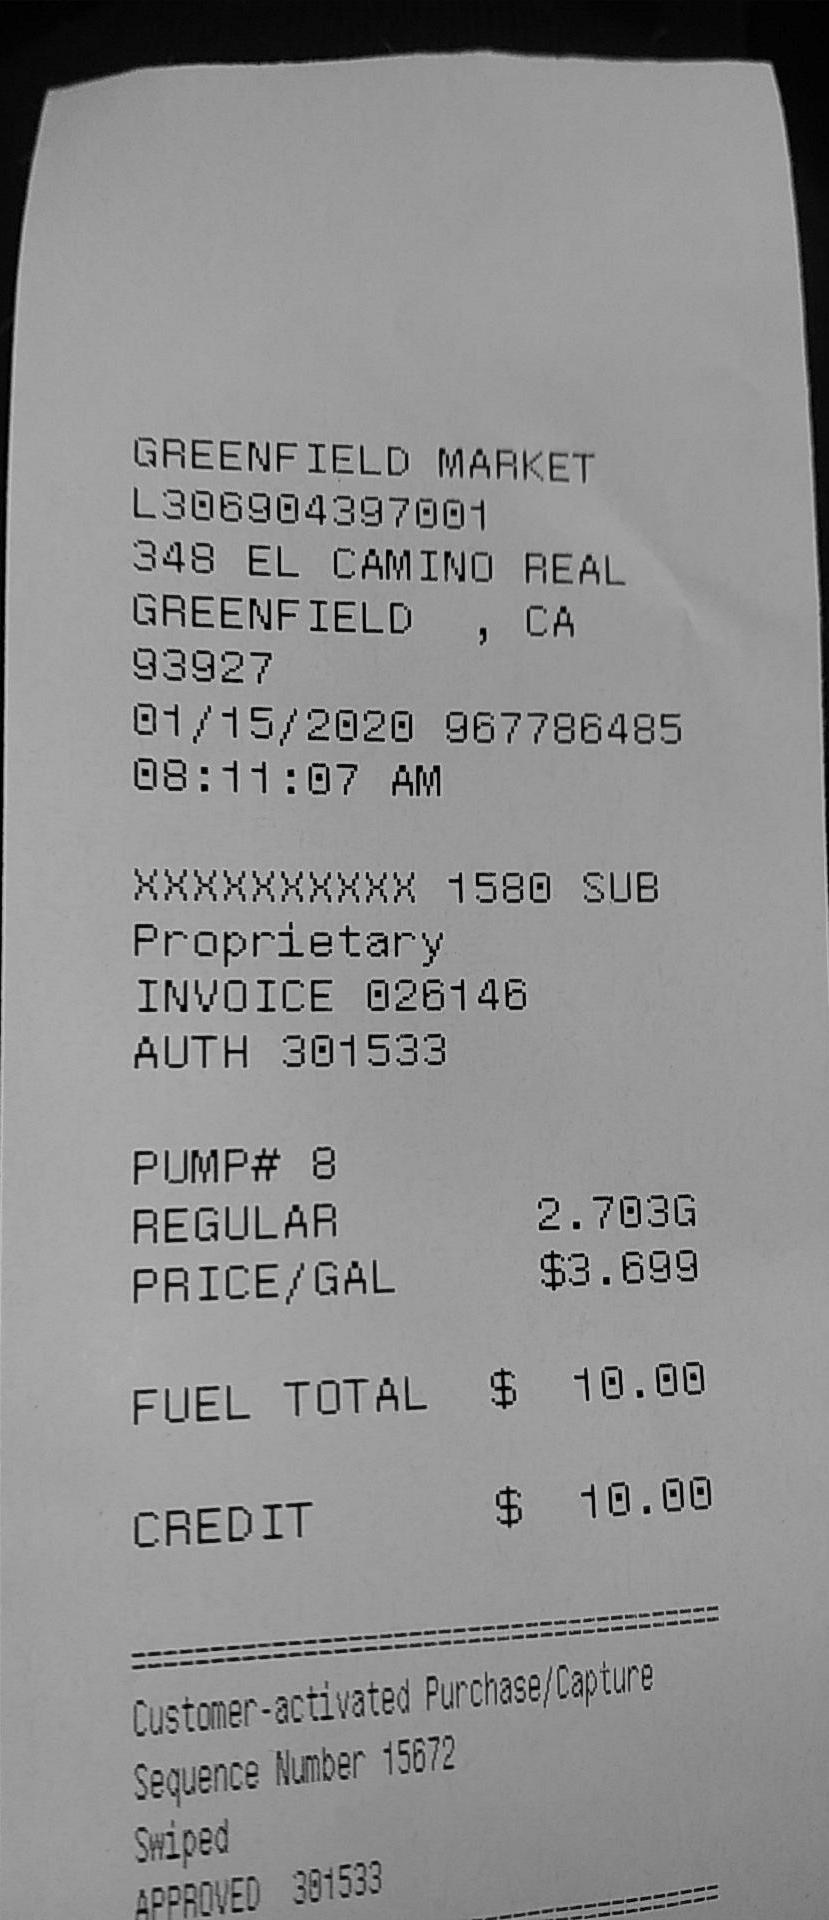 GREENFIELD MARKET
L306904397001
348 EL CAMINO REAL
GREENFIELD , CA
93927
01/15/2020 967786485
08:11:07 AM
XXXXXXXXXX 1580 SUB
Proprietary
INVOICE 026146
AUTH 301533
PUMP# 8
REGULAR 2.703G
PRICE/GAL $3.699
FUEL TOTAL $ 10.00
CREDIT $ 10.00
====================================
Customer-activated Purchase/Capture
Sequence Number 15672
Swiped
APPROVED 301533